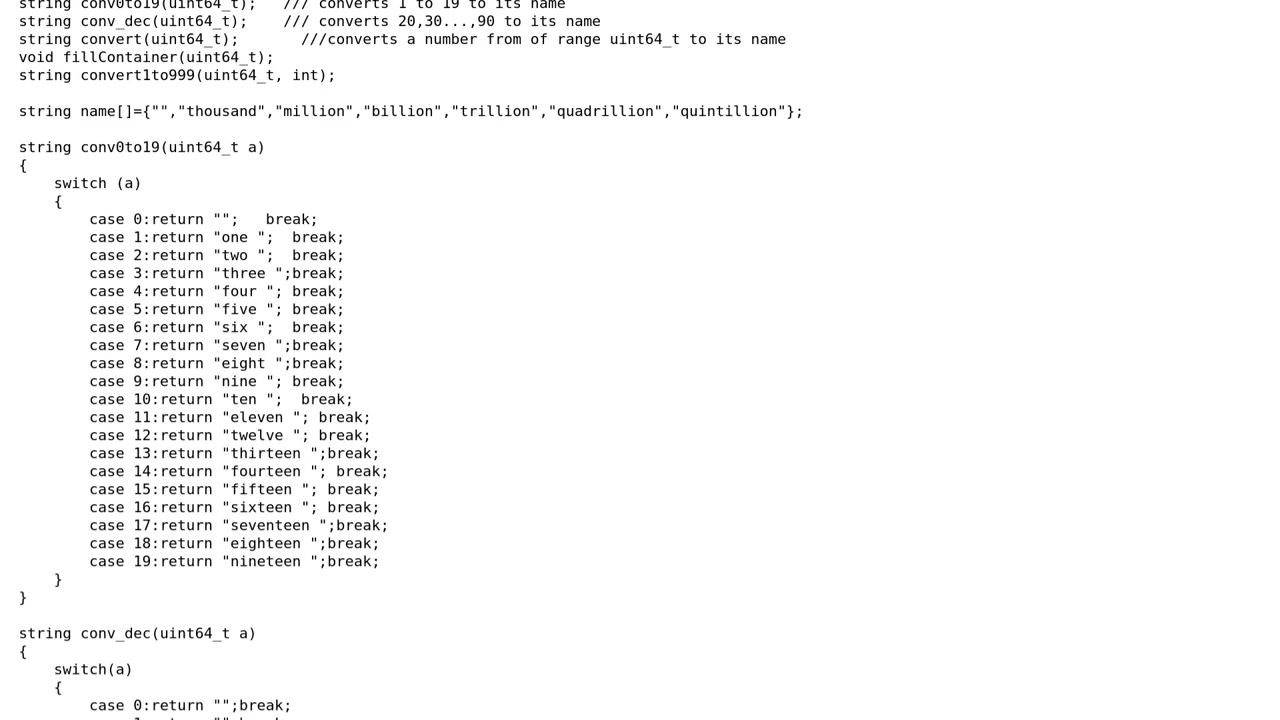 string conv0to19(uint64_t);   /// converts 1 to 19 to its name
string conv_dec(uint64_t);    /// converts 20,30...,90 to its name
string convert(uint64_t);       ///converts a number from of range uint64_t to its name
void fillContainer(uint64_t);
string convert1to999(uint64_t, int);

string name[]={"","thousand","million","billion","trillion","quadrillion","quintillion"};

string conv0to19(uint64_t a)
{
    switch (a)
    {
        case 0:return "";   break;
        case 1:return "one ";  break;
        case 2:return "two ";  break;
        case 3:return "three ";break;
        case 4:return "four "; break;
        case 5:return "five "; break;
        case 6:return "six ";  break;
        case 7:return "seven ";break;
        case 8:return "eight ";break;
        case 9:return "nine "; break;
        case 10:return "ten ";  break;
        case 11:return "eleven "; break;
        case 12:return "twelve "; break;
        case 13:return "thirteen ";break;
        case 14:return "fourteen "; break;
        case 15:return "fifteen "; break;
        case 16:return "sixteen "; break;
        case 17:return "seventeen ";break;
        case 18:return "eighteen ";break;
        case 19:return "nineteen ";break;
    }
}

string conv_dec(uint64_t a)
{
    switch(a)
    {
        case 0:return "";break;